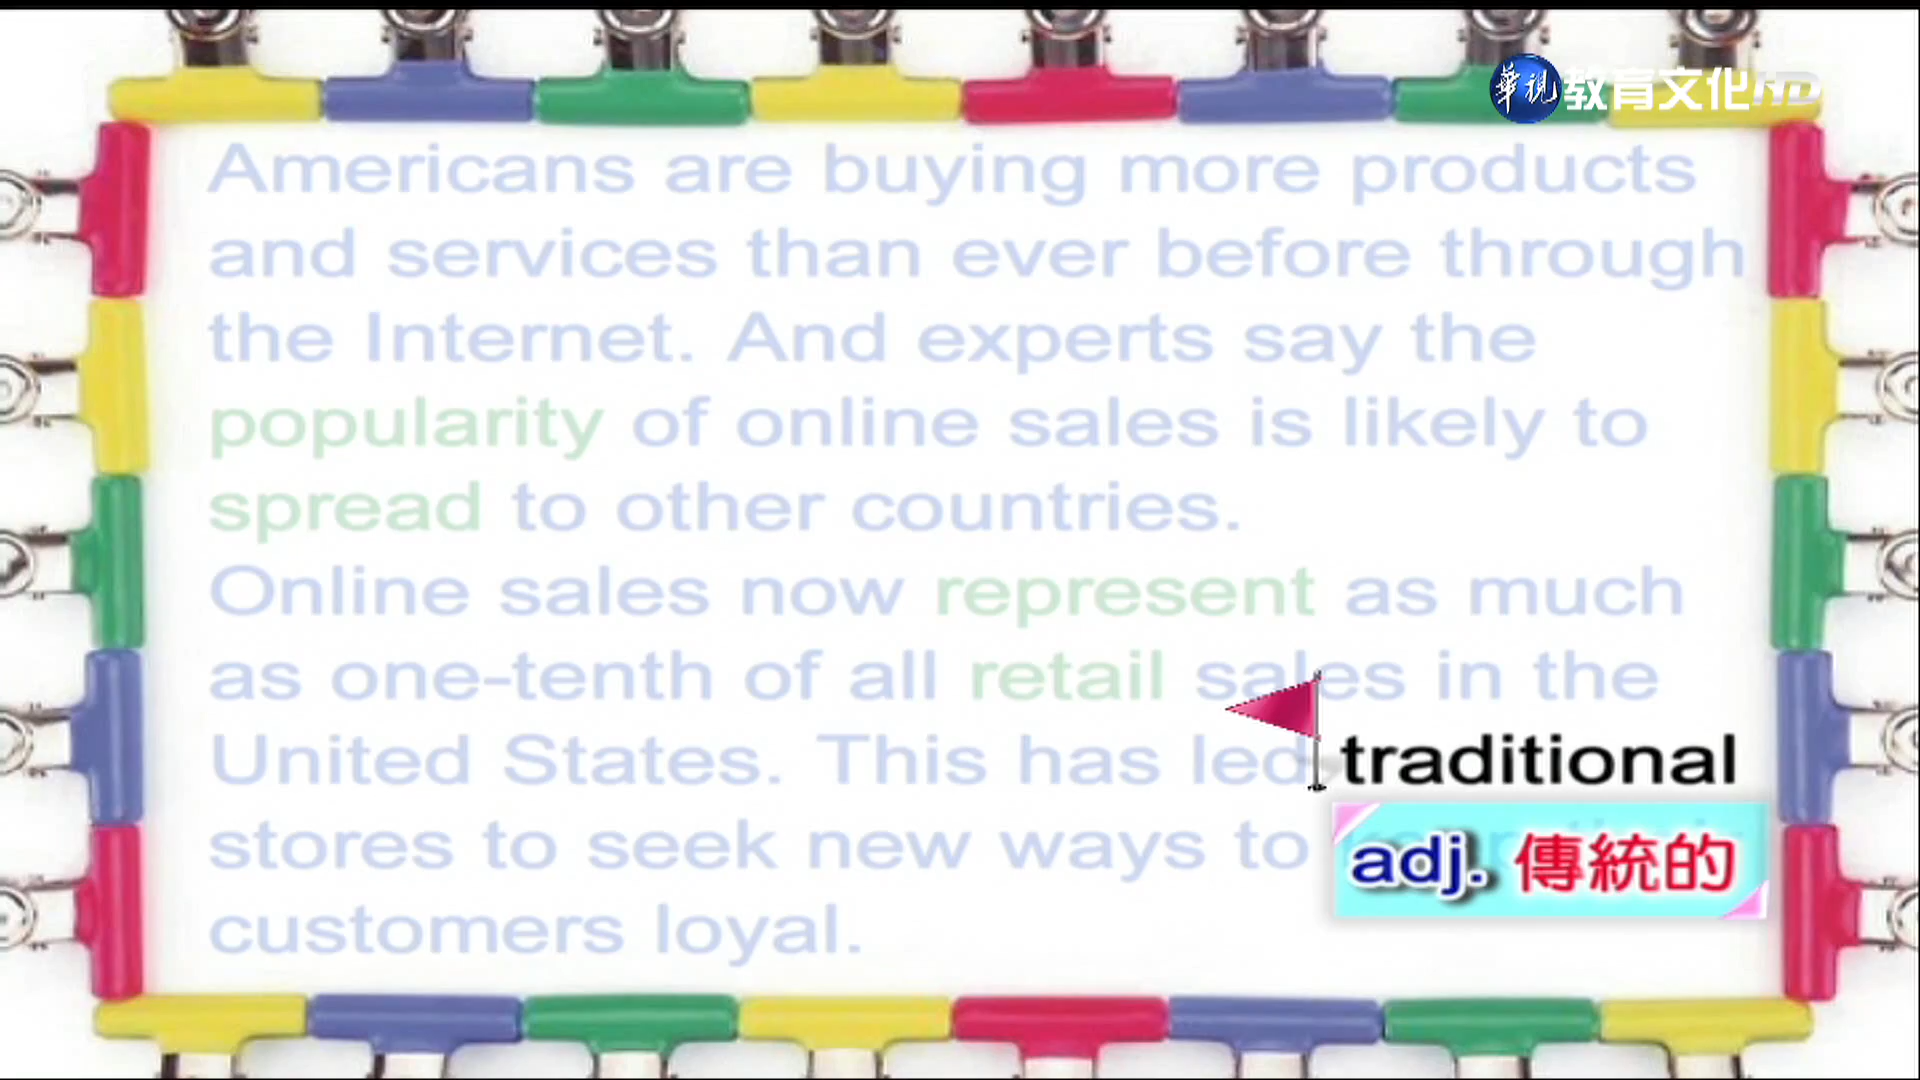 華視 教育文化HD
Americans are buying more products
and services than ever before through
the Internet. And experts say the
popularity of online sales is likely to
spread to other countries.
Online sales now represent as much
as one-tenth of all retail sales in the
United States. This has led traditional
stores to seek new ways to
adj. 傳統的
customers loyal.